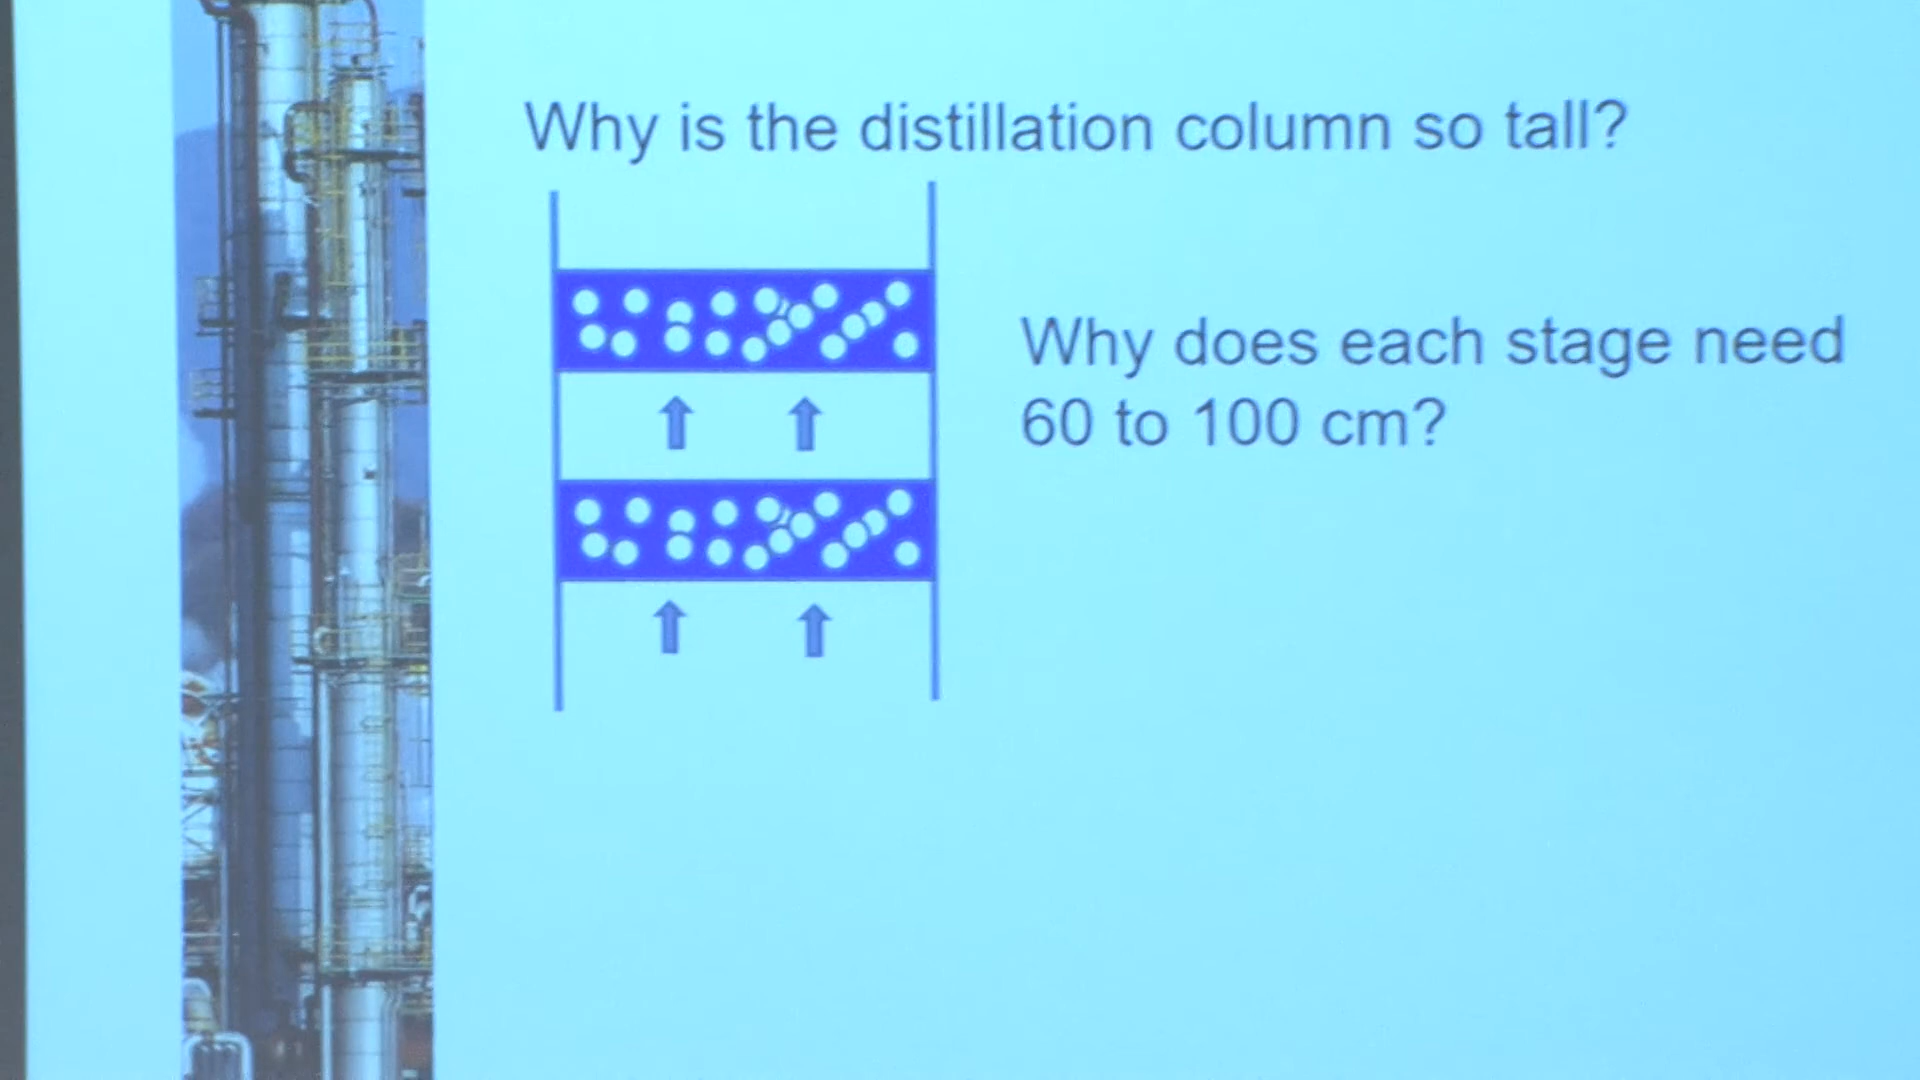 Why is the distillation column so tall?
Why does each stage need
60 to 100 cm?